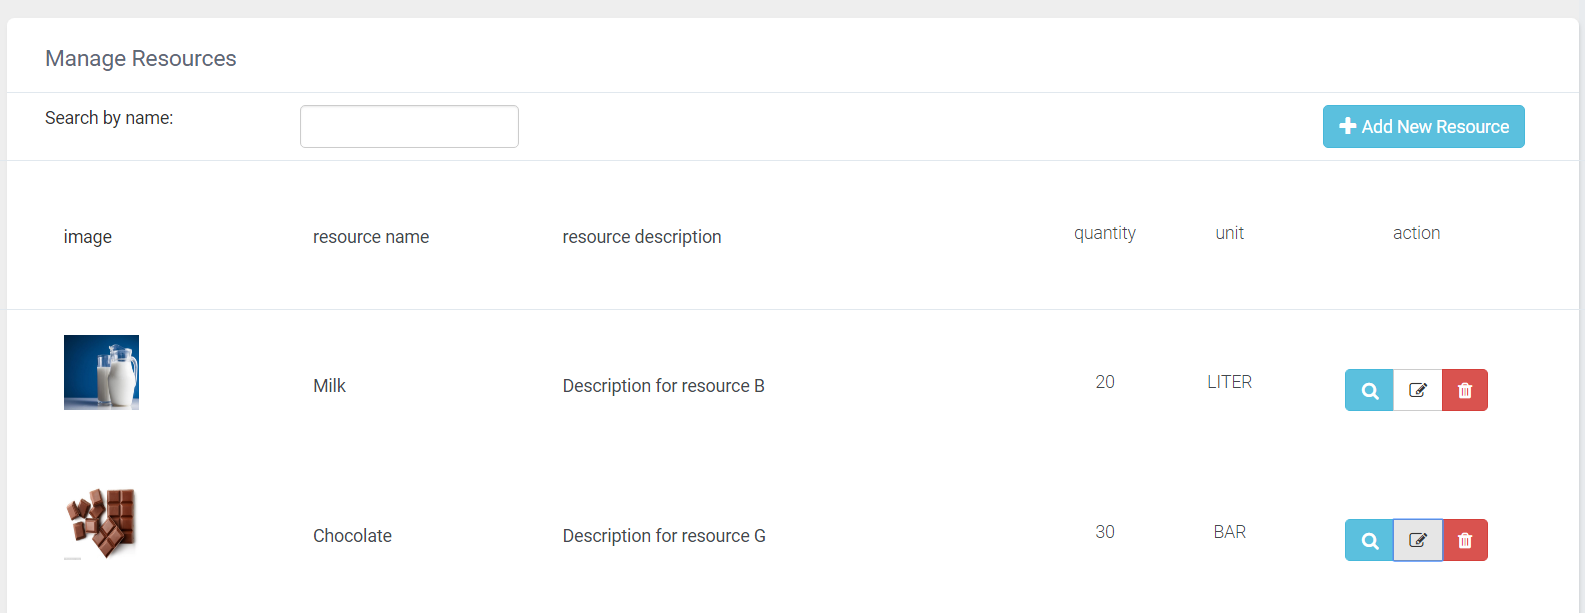 Manage Resources
Search by name:
Add New Resource
image resource name resource description quantity unit action
Milk Description for resource B 20 LITER
Chocolate Description for resource G 30 BAR